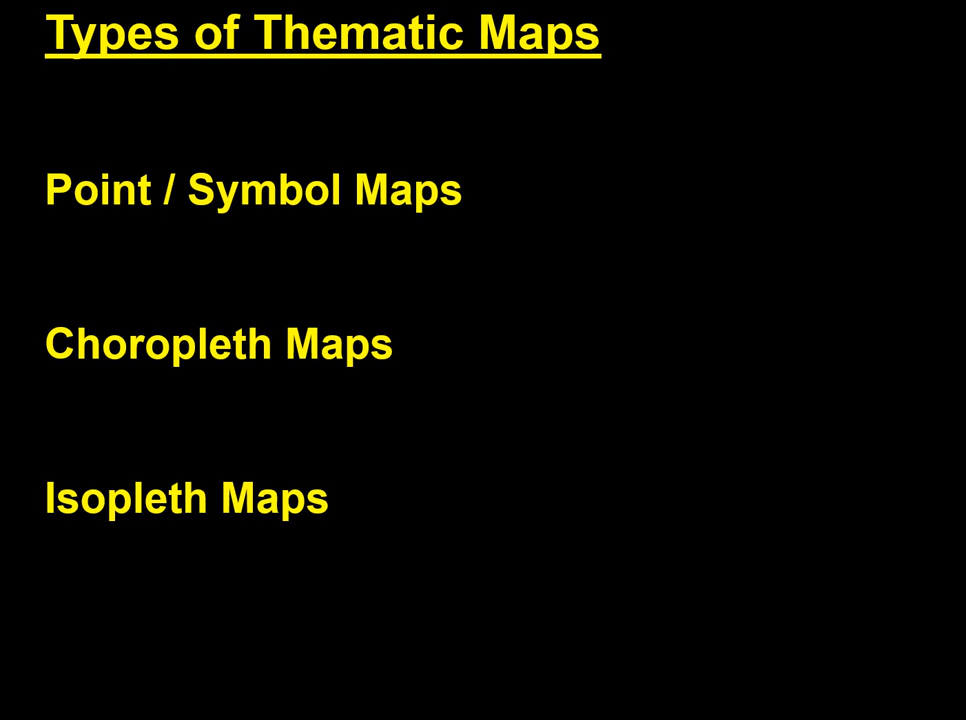 Types of Thematic Maps
Point / Symbol Maps
Choropleth Maps
Isopleth Maps